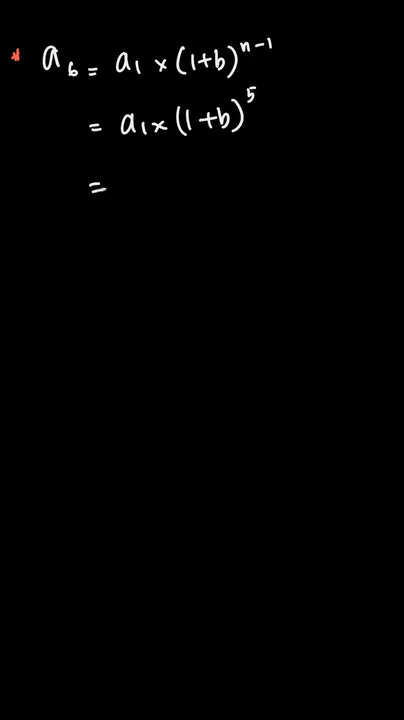 * a₆ = a₁ × (1+b)ⁿ⁻¹
= a₁ × (1+b)⁵
=